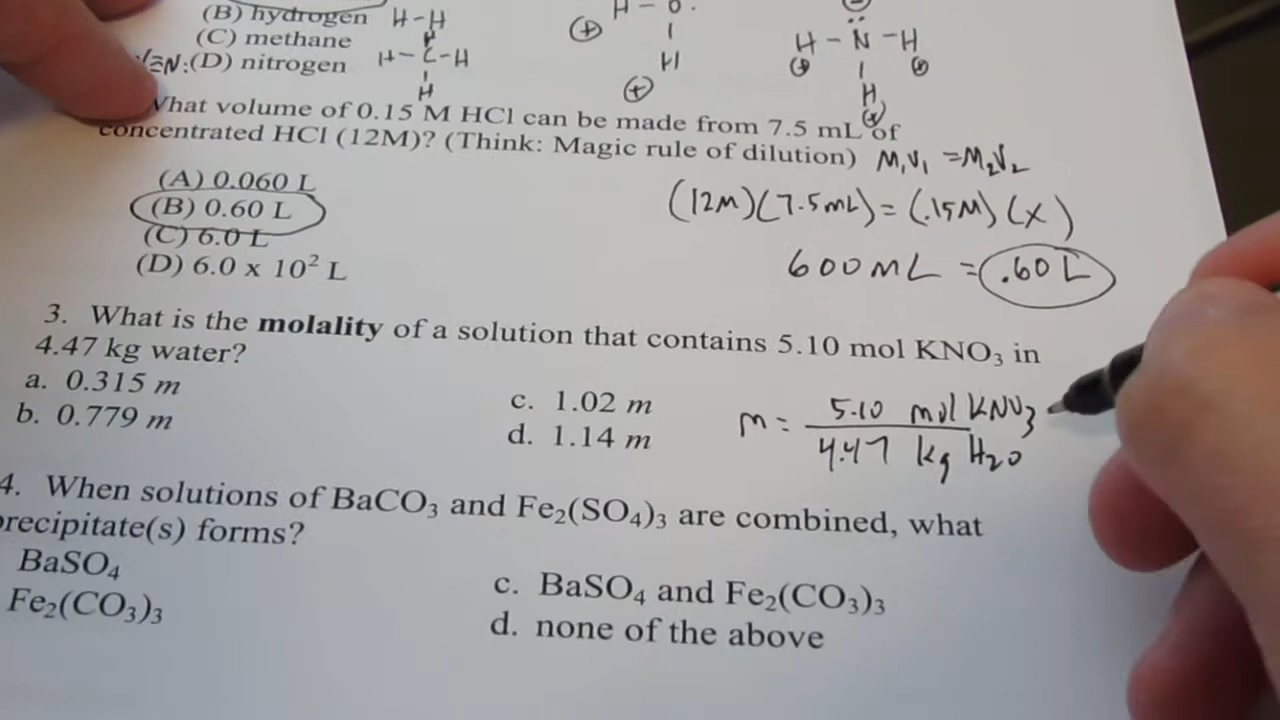 (B) hydrogen H-H
(C) methane H-C-H
H
H
(D) nitrogen
H - O
H
H - N - H
H
What volume of 0.15 M HCl can be made from 7.5 mL of
concentrated HCl (12M)? (Think: Magic rule of dilution) M₁V₁ = M₂V₂
(A) 0.060 L
(B) 0.60 L
(C) 6.0 L
(D) 6.0 x 10² L
(12M)(7.5mL) = (.15M)(x)
600mL = .60 L
3. What is the molality of a solution that contains 5.10 mol KNO₃ in
4.47 kg water?
a. 0.315 m
b. 0.779 m
c. 1.02 m
d. 1.14 m
m = 5.10 mol KNO₃
4.47 kg H₂O
4. When solutions of BaCO₃ and Fe₂(SO₄)₃ are combined, what
precipitate(s) forms?
BaSO₄
Fe₂(CO₃)₃
c. BaSO₄ and Fe₂(CO₃)₃
d. none of the above